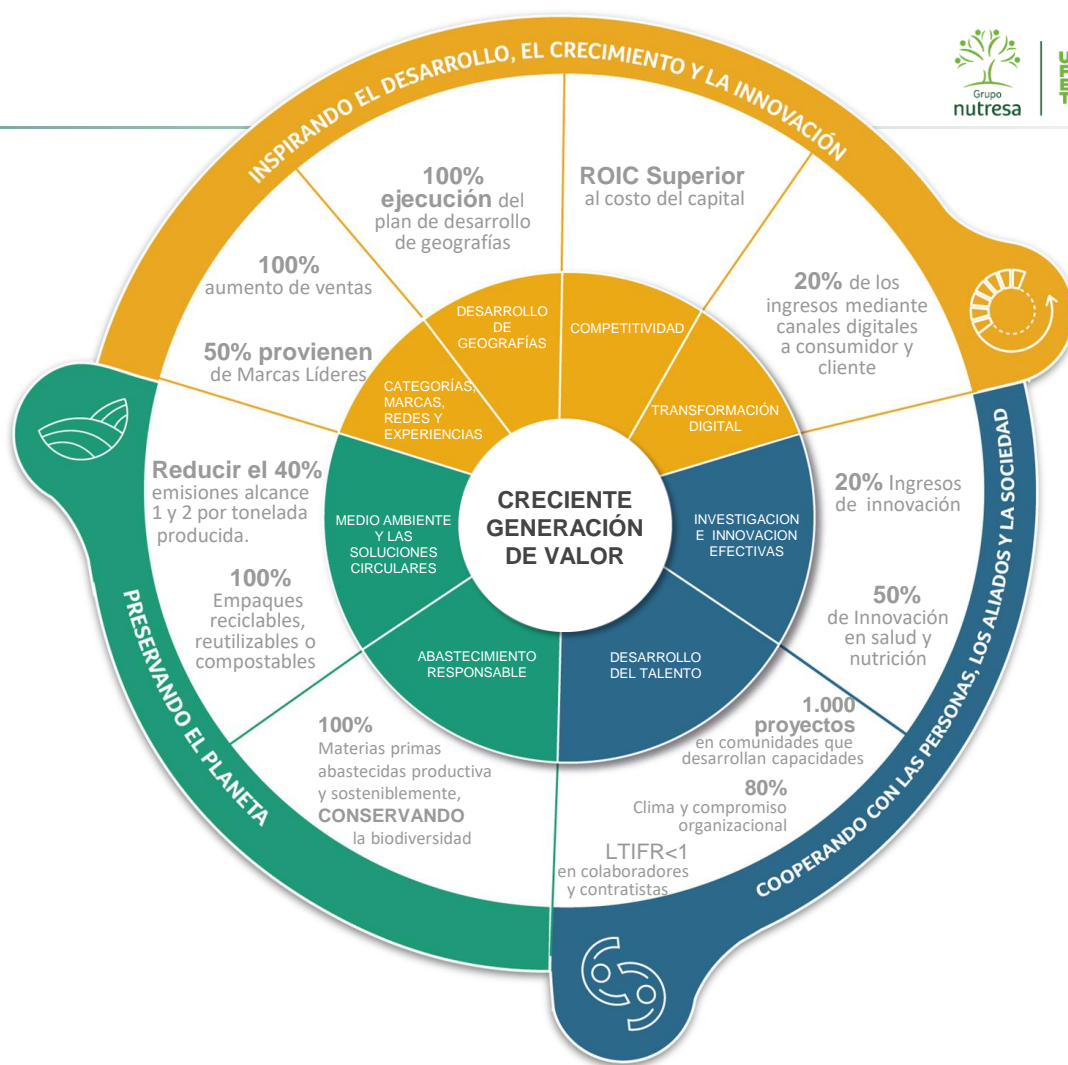 Grupo
nutresa
INSPIRANDO EL DESARROLLO, EL CRECIMIENTO Y LA INNOVACIÓN
100%
aumento de ventas
50% provienen
de Marcas Líderes
100%
ejecución del
plan de desarrollo
de geografías
ROIC Superior
al costo del capital
20% de los
ingresos mediante
canales digitales
a consumidor y
cliente
CATEGORÍAS,
MARCAS,
REDES Y
EXPERIENCIAS
DESARROLLO
DE
GEOGRAFÍAS
COMPETITIVIDAD
TRANSFORMACIÓN
DIGITAL
CRECIENTE
GENERACIÓN
DE VALOR
COOPERANDO CON LAS PERSONAS, LOS ALIADOS Y LA SOCIEDAD
INVESTIGACION
E INNOVACION
EFECTIVAS
20% Ingresos
de innovación
50%
de Innovación
en salud y
nutrición
DESARROLLO
DEL TALENTO
1.000
proyectos
en comunidades que
desarrollan capacidades
80%
Clima y compromiso
organizacional
LTIFR<1
en colaboradores
y contratistas
PRESERVANDO EL PLANETA
MEDIO AMBIENTE
Y LAS
SOLUCIONES
CIRCULARES
Reducir el 40%
emisiones alcance
1 y 2 por tonelada
producida.
100%
Empaques
reciclables,
reutilizables o
compostables
ABASTECIMIENTO
RESPONSABLE
100%
Materias primas
abastecidas productiva
y sosteniblemente,
CONSERVANDO
la biodiversidad